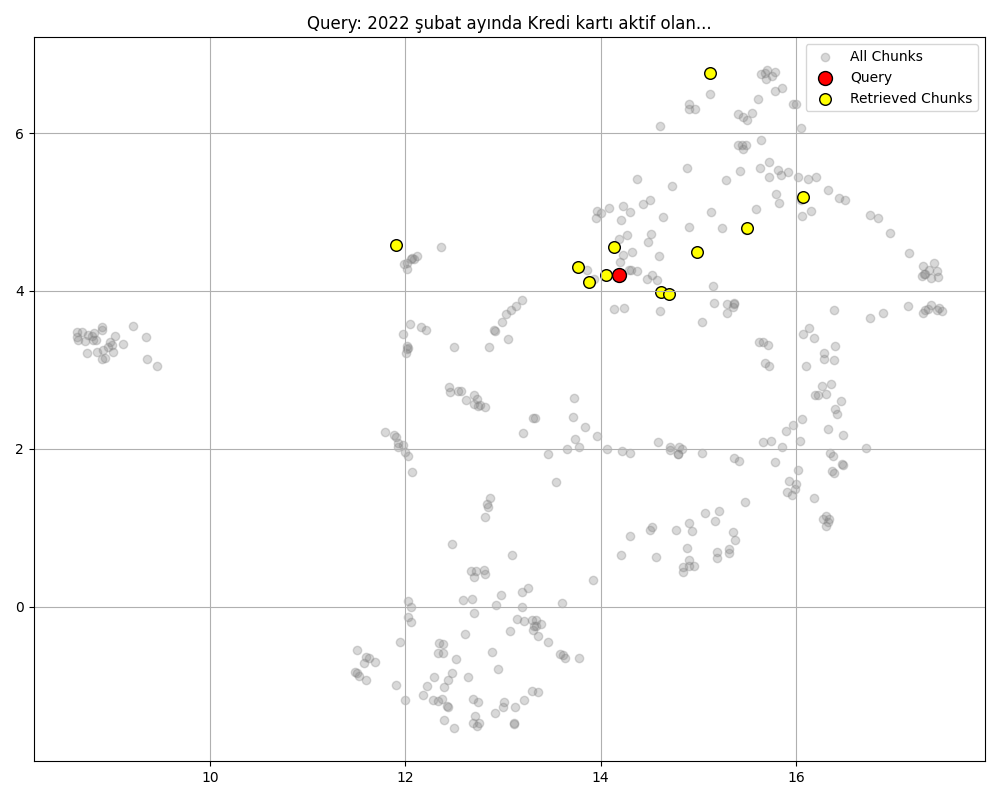 Query: 2022 şubat ayında Kredi kartı aktif olan...
All Chunks
Query
Retrieved Chunks
6
4
2
0
10
12
14
16